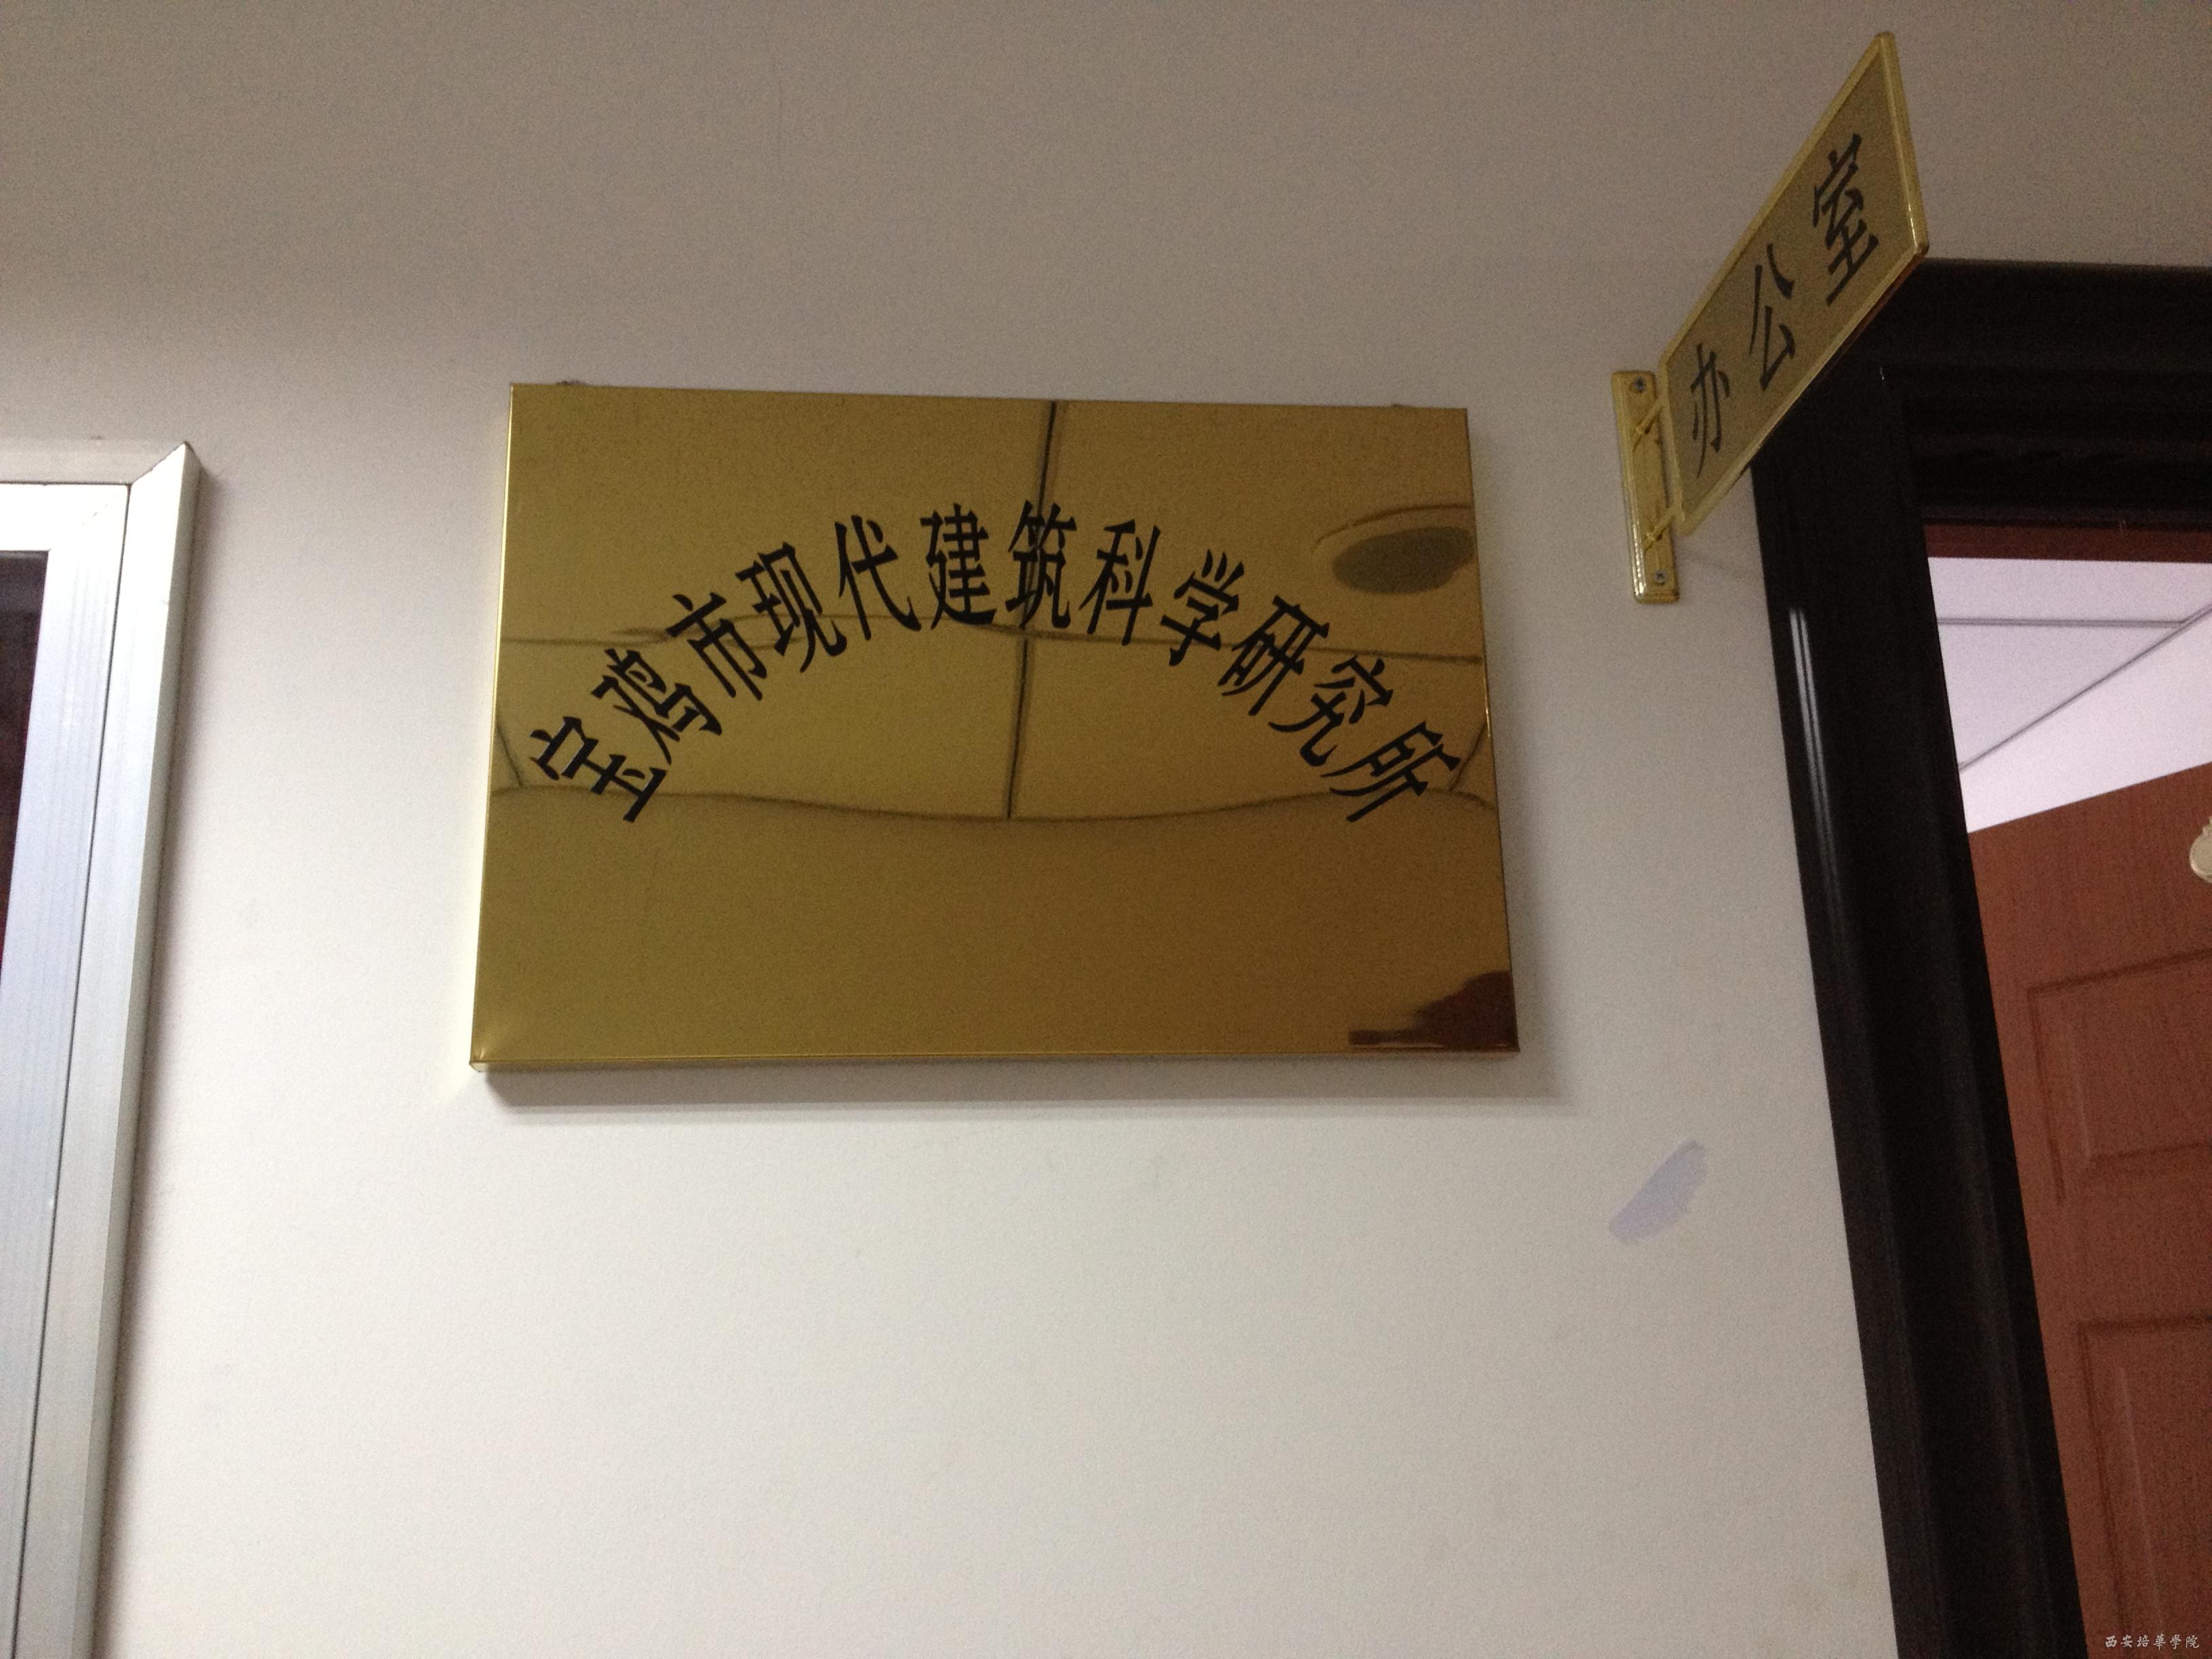 办公室
宝鸡市现代建筑科学研究所
西安培華學院